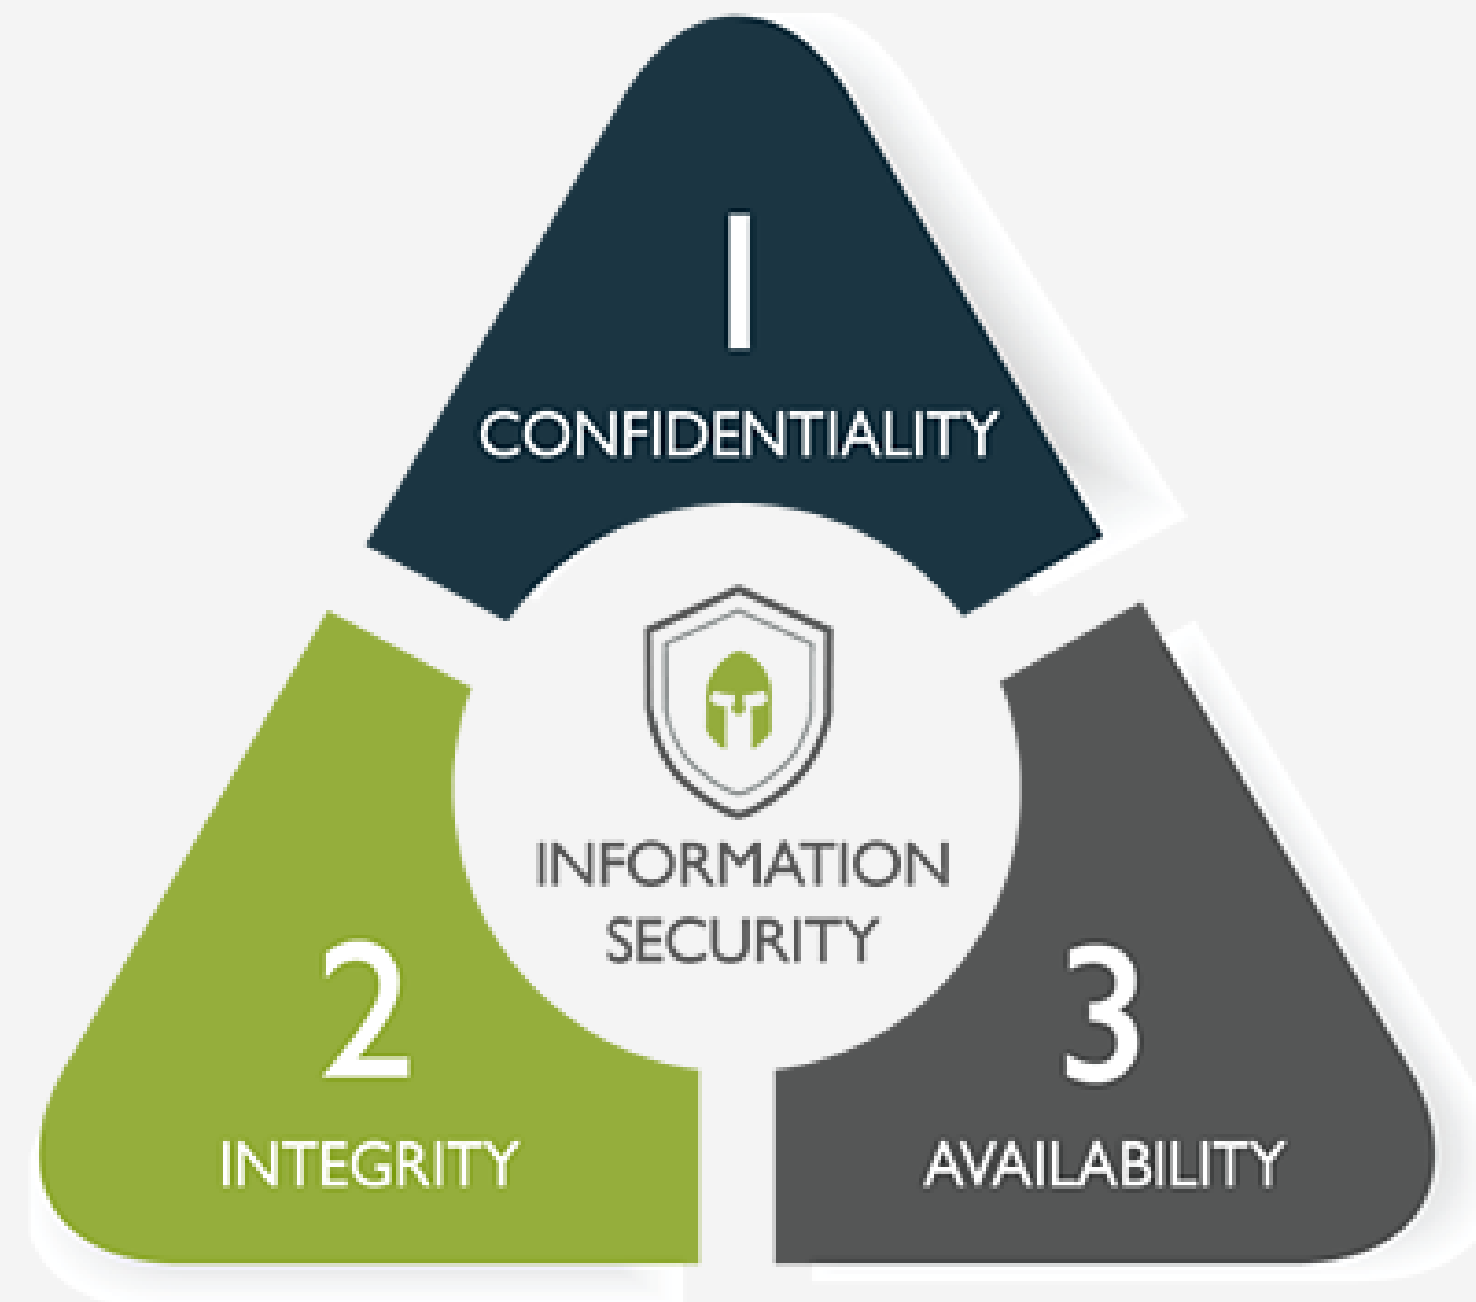 1
CONFIDENTIALITY
INFORMATION
SECURITY
2
INTEGRITY
3
AVAILABILITY